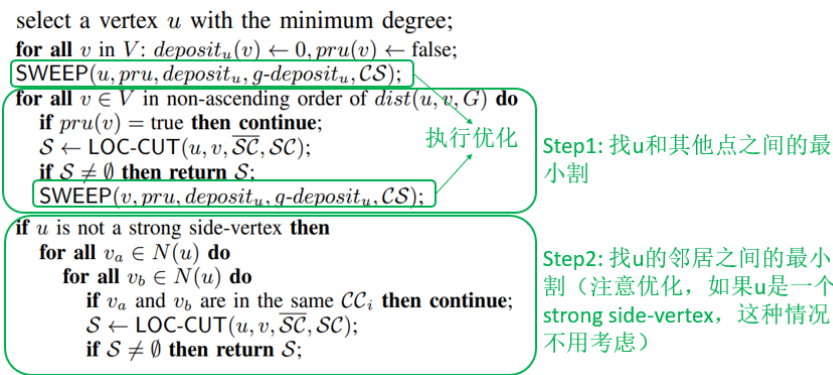 select a vertex u with the minimum degree;
for all v in V: deposit_u(v) ← 0, pru(v) ← false;
SWEEP(u, pru, deposit_u, g-deposit_u, CS);
for all v ∈ V in non-ascending order of dist(u, v, G) do
if pru(v) = true then continue;
S ← LOC-CUT(u, v, \overline{SC}, SC);
if S ≠ ∅ then return S;
SWEEP(v, pru, deposit_u, g-deposit_u, CS);
执行优化
Step1: 找u和其他点之间的最
小割
if u is not a strong side-vertex then
for all v_a ∈ N(u) do
for all v_b ∈ N(u) do
if v_a and v_b are in the same CC_i then continue;
S ← LOC-CUT(u, v, \overline{SC}, SC);
if S ≠ ∅ then return S;
Step2: 找u的邻居之间的最小
割（注意优化，如果u是一个
strong side-vertex，这种情况
不用考虑）